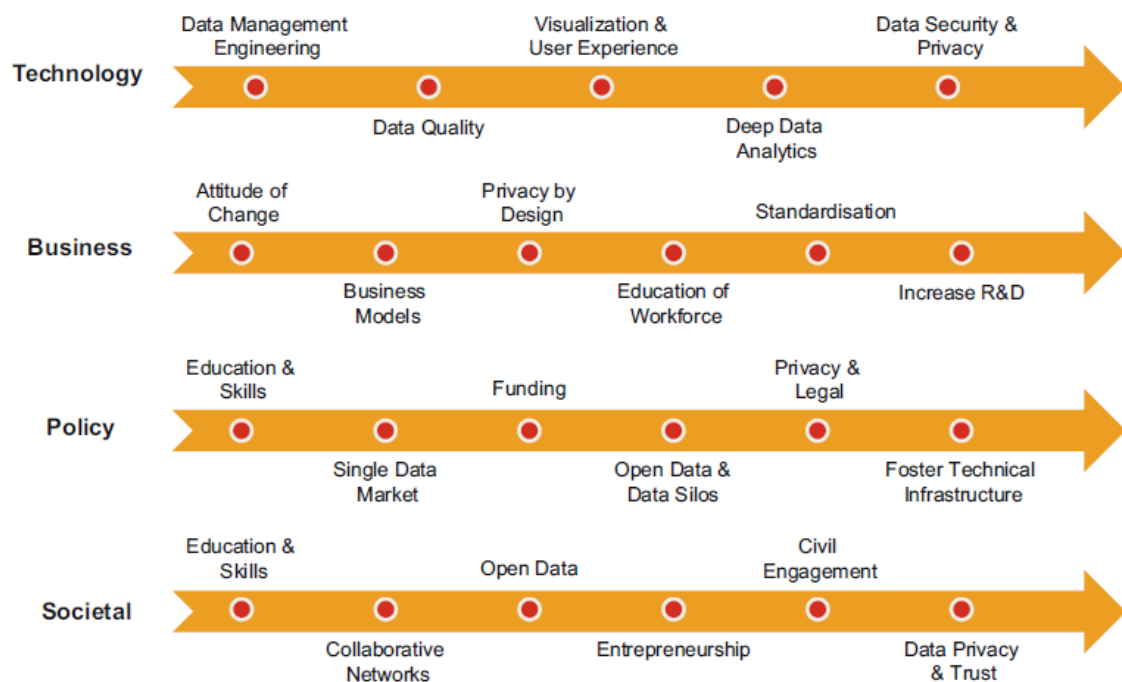 Technology
Data Management
Engineering
Visualization &
User Experience
Data Security &
Privacy
Data Quality
Deep Data
Analytics
Business
Attitude of
Change
Privacy by
Design
Standardisation
Business
Models
Education of
Workforce
Increase R&D
Policy
Education &
Skills
Funding
Privacy &
Legal
Single Data
Market
Open Data &
Data Silos
Foster Technical
Infrastructure
Societal
Education &
Skills
Open Data
Civil
Engagement
Collaborative
Networks
Entrepreneurship
Data Privacy
& Trust